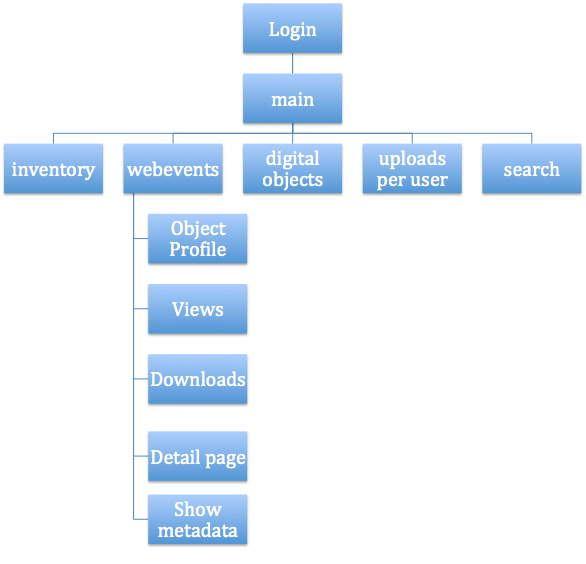 Login
main
inventory
webevents
digital
objects
uploads
per user
search
Object
Profile
Views
Downloads
Detail page
Show
metadata